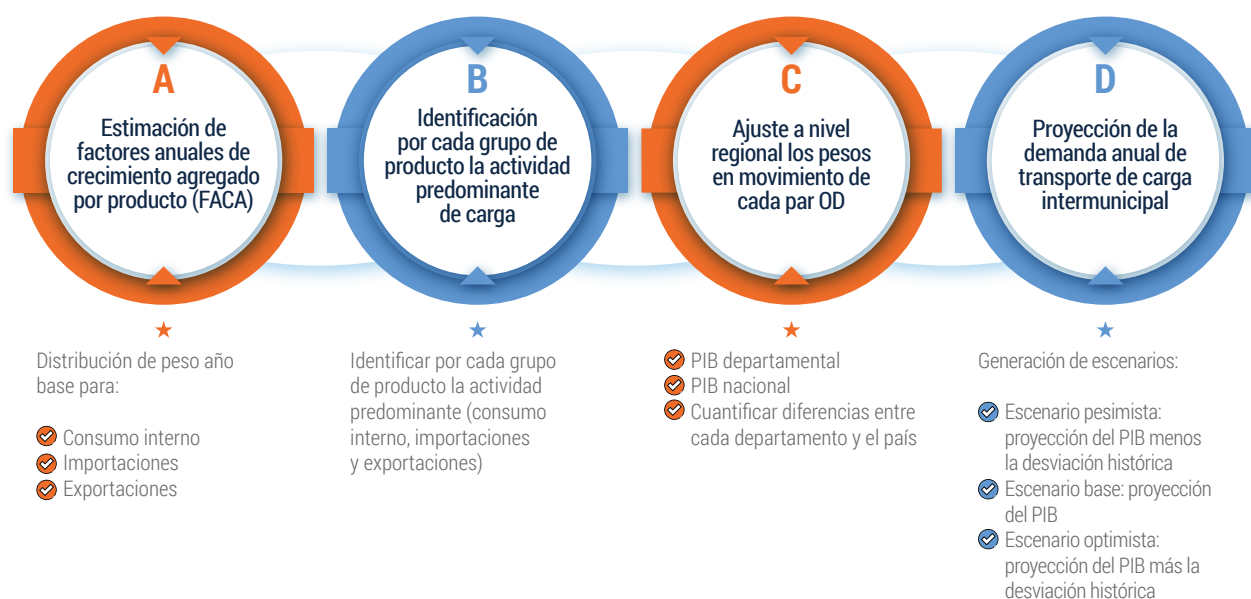 A
Estimación de
factores anuales de
crecimiento agregado
por producto (FACA)
Distribución de peso año
base para:
Consumo interno
Importaciones
Exportaciones
B
Identificación
por cada grupo de
producto la actividad
predominante
de carga
Identificar por cada grupo
de producto la actividad
predominante (consumo
interno, importaciones
y exportaciones)
C
Ajuste a nivel
regional los pesos
en movimiento de
cada par OD
PIB departamental
PIB nacional
Cuantificar diferencias entre
cada departamento y el país
D
Proyección de la
demanda anual de
transporte de carga
intermunicipal
Generación de escenarios:
Escenario pesimista:
proyección del PIB menos
la desviación histórica
Escenario base: proyección
del PIB
Escenario optimista:
proyección del PIB más la
desviación histórica